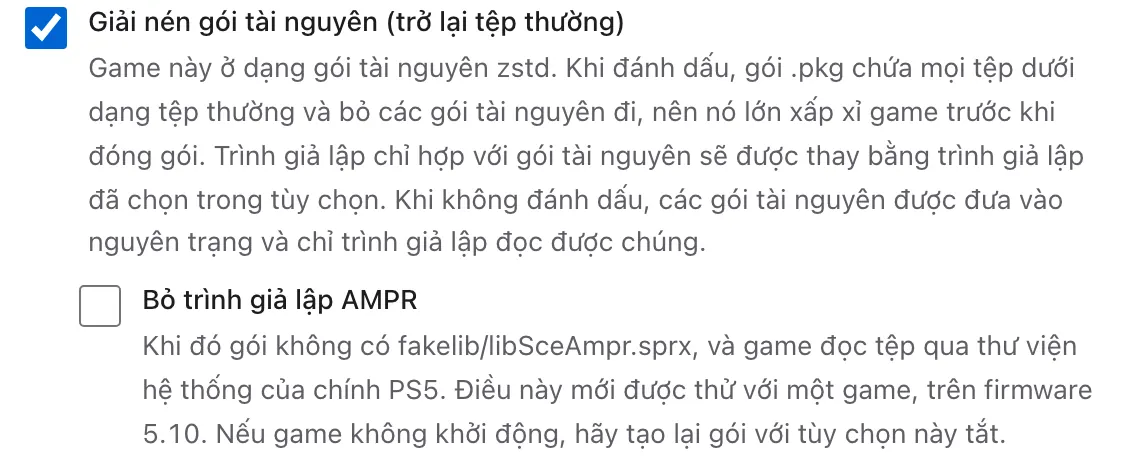 Giải nén gói tài nguyên (trở lại tệp thường)
Game này ở dạng gói tài nguyên zstd. Khi đánh dấu, gói .pkg chứa mọi tệp dưới
dạng tệp thường và bỏ các gói tài nguyên đi, nên nó lớn xấp xỉ game trước khi
đóng gói. Trình giả lập chỉ hợp với gói tài nguyên sẽ được thay bằng trình giả lập
đã chọn trong tùy chọn. Khi không đánh dấu, các gói tài nguyên được đưa vào
nguyên trạng và chỉ trình giả lập đọc được chúng.
Bỏ trình giả lập AMPR
Khi đó gói không có fakelib/libSceAmpr.sprx, và game đọc tệp qua thư viện
hệ thống của chính PS5. Điều này mới được thử với một game, trên firmware
5.10. Nếu game không khởi động, hãy tạo lại gói với tùy chọn này tắt.